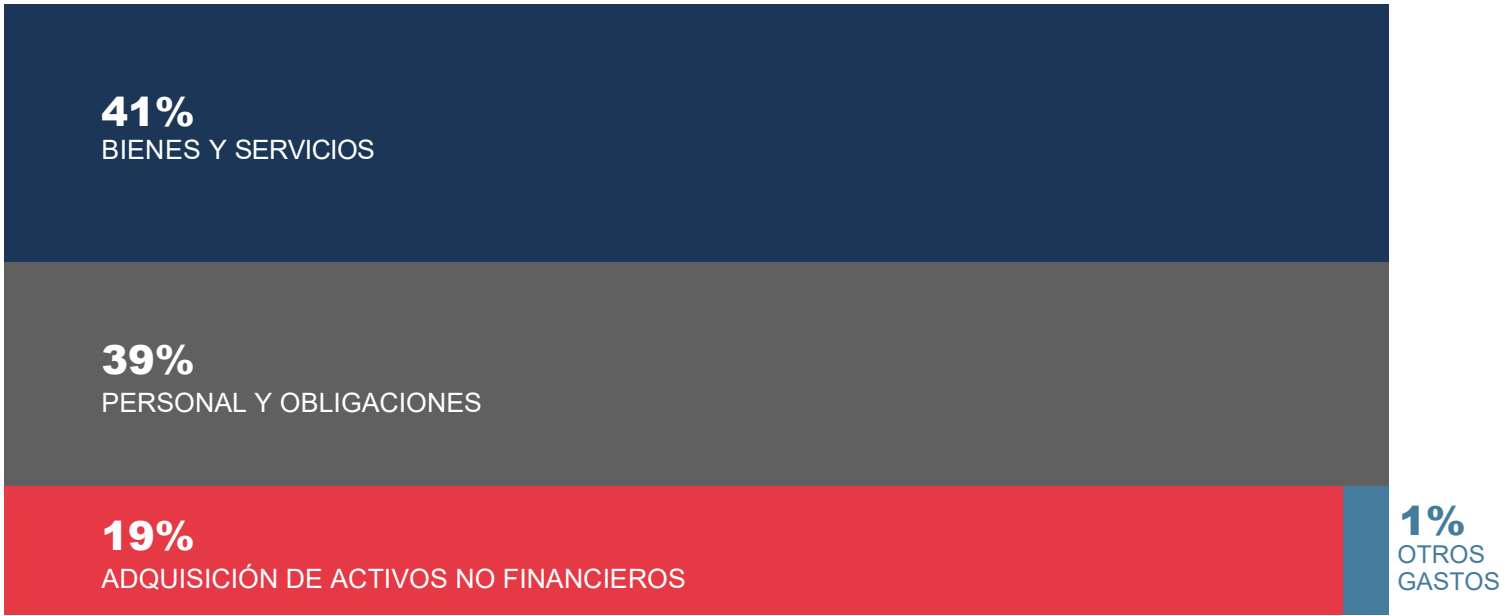 41%
BIENES Y SERVICIOS
39%
PERSONAL Y OBLIGACIONES
19%
ADQUISICIÓN DE ACTIVOS NO FINANCIEROS
1%
OTROS
GASTOS